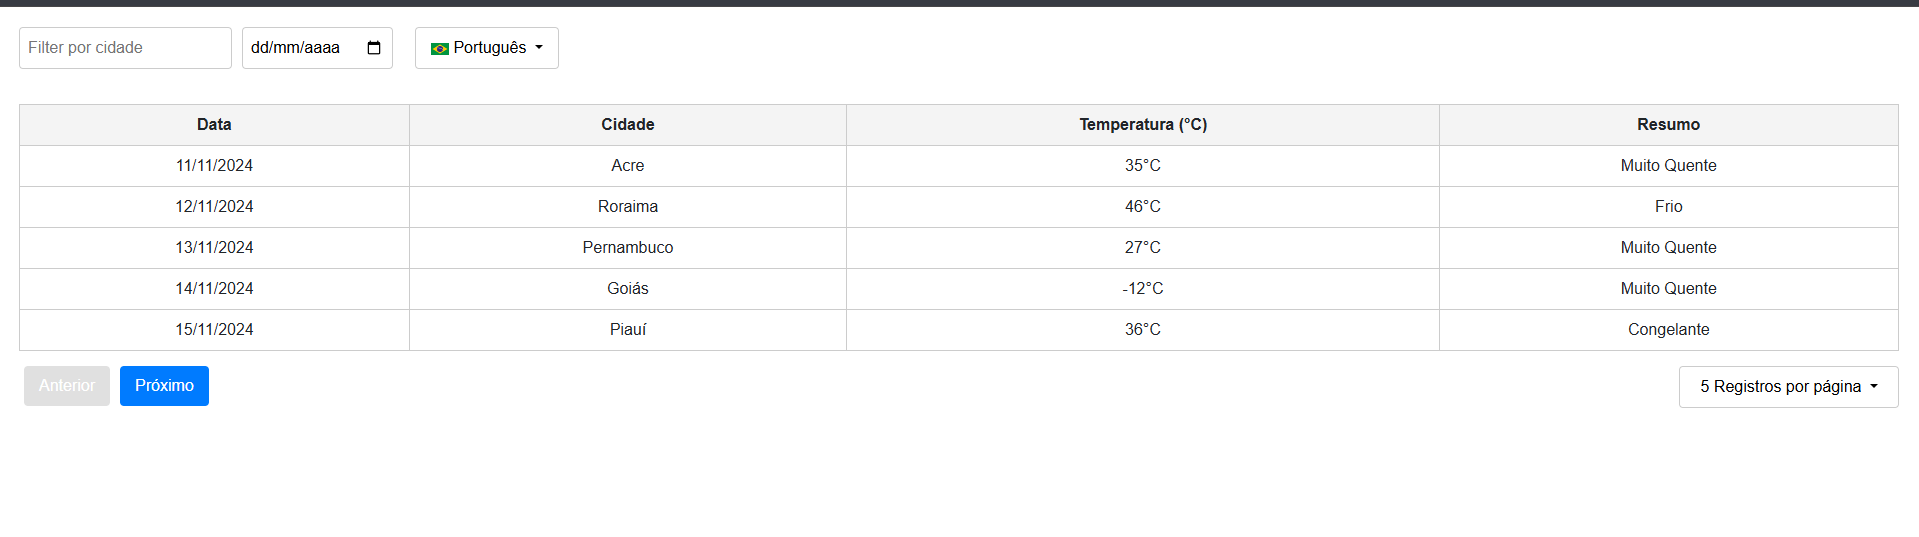 Filter por cidade dd/mm/aaaa Português
Data Cidade Temperatura (°C) Resumo
11/11/2024 Acre 35°C Muito Quente
12/11/2024 Roraima 46°C Frio
13/11/2024 Pernambuco 27°C Muito Quente
14/11/2024 Goiás -12°C Muito Quente
15/11/2024 Piauí 36°C Congelante
Anterior Próximo 5 Registros por página